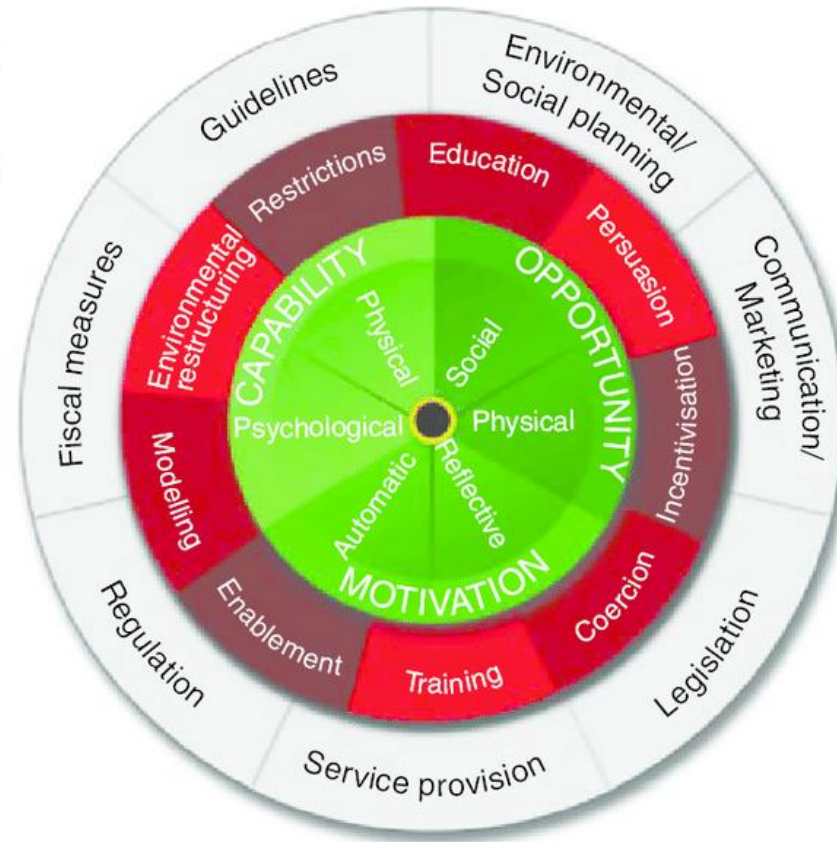 Guidelines
Environmental/
Social planning
Communication/
Marketing
Legislation
Service provision
Regulation
Fiscal measures
Restrictions
Education
Persuasion
Incentivisation
Coercion
Training
Enablement
Modelling
Environmental
restructuring
CAPABILITY
OPPORTUNITY
MOTIVATION
Physical
Social
Physical
Reflective
Automatic
Psychological